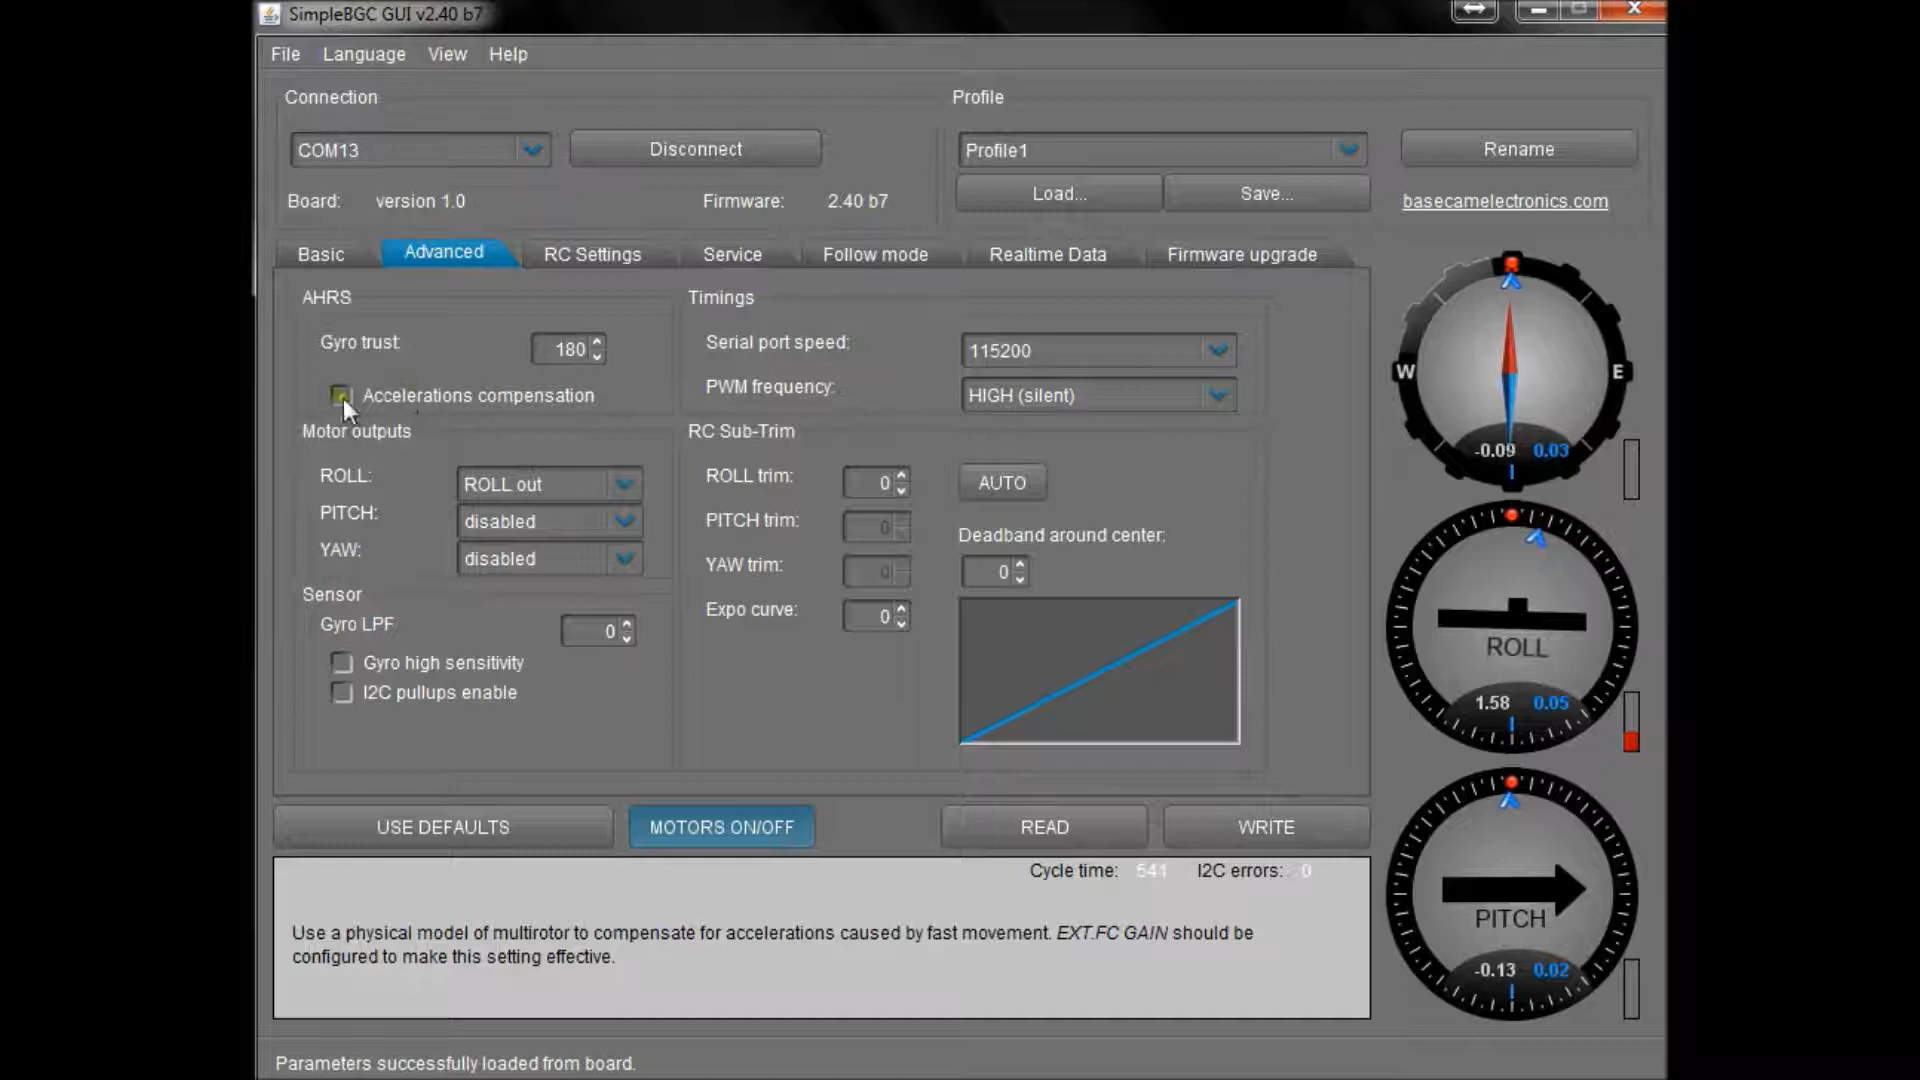 SimpleBGC GUI v2.40 b7
File Language View Help
Connection
Profile
COM13
Disconnect
Profile1
Rename
Board: version 1.0
Firmware: 2.40 b7
Load...
Save...
basecamelectronics.com
Basic
Advanced
RC Settings
Service
Follow mode
Realtime Data
Firmware upgrade
AHRS
Gyro trust:
180
Accelerations compensation
Timings
Serial port speed:
115200
PWM frequency:
HIGH (silent)
Motor outputs
ROLL:
ROLL out
PITCH:
disabled
YAW:
disabled
RC Sub-Trim
ROLL trim:
0
AUTO
PITCH trim:
0
Deadband around center:
YAW trim:
0
0
Expo curve:
0
Sensor
Gyro LPF
0
Gyro high sensitivity
I2C pullups enable
W
E
-0.09 0.03
ROLL
1.58 0.05
PITCH
-0.13 0.02
USE DEFAULTS
MOTORS ON/OFF
READ
WRITE
Cycle time: 541 I2C errors: 0
Use a physical model of multirotor to compensate for accelerations caused by fast movement. EXT.FC GAIN should be
configured to make this setting effective.
Parameters successfully loaded from board.